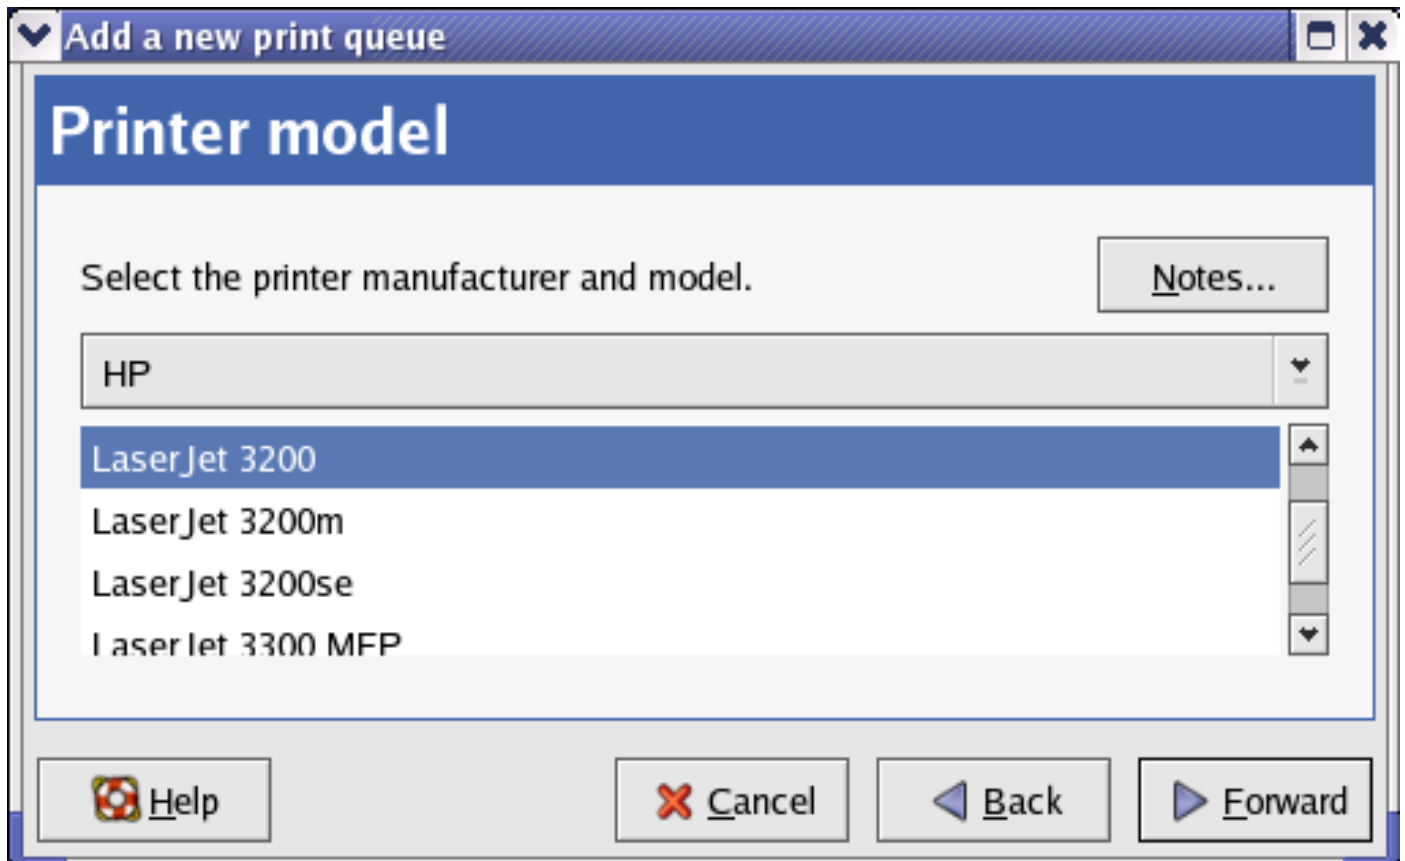 Add a new print queue
Printer model
Select the printer manufacturer and model.
Notes...
HP
LaserJet 3200
LaserJet 3200m
LaserJet 3200se
LaserJet 3300 MFP
Help
Cancel
Back
Forward